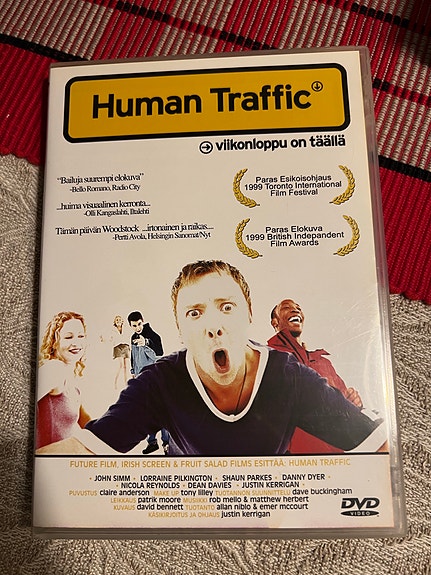 Human Traffic
viikonloppu on täällä
"Bailuja suurempi elokuva"
-Bello Romano, Radio City
...huima visuaalinen kerronta...
-Olli Kangaslahti, Iltalehti
Tämän päivän Woodstock ...irtonainen ja raikas....
-Pertti Avola, Helsingin Sanomat/Nyt
Paras Esikoisohjaus
1999 Toronto International
Film Festival
Paras Elokuva
1999 British Independent
Film Awards
FUTURE FILM, IRISH SCREEN & FRUIT SALAD FILMS ESITTÄÄ: HUMAN TRAFFIC
JOHN SIMM • LORRAINE PILKINGTON • SHAUN PARKES • DANNY DYER
• NICOLA REYNOLDS • DEAN DAVIES • JUSTIN KERRIGAN
PUVUSTUS claire anderson MAKE UP tony lilley TUOTANNON SUUNNITTELU dave buckingham
LEIKKAUS patrik moore MUSIIKKI rob mello & matthew herbert
KUVAUS david bennett TUOTANTO allan niblo & emer mccourt
KÄSIKIRJOITUS JA OHJAUS justin kerrigan
DVD
VIDEO